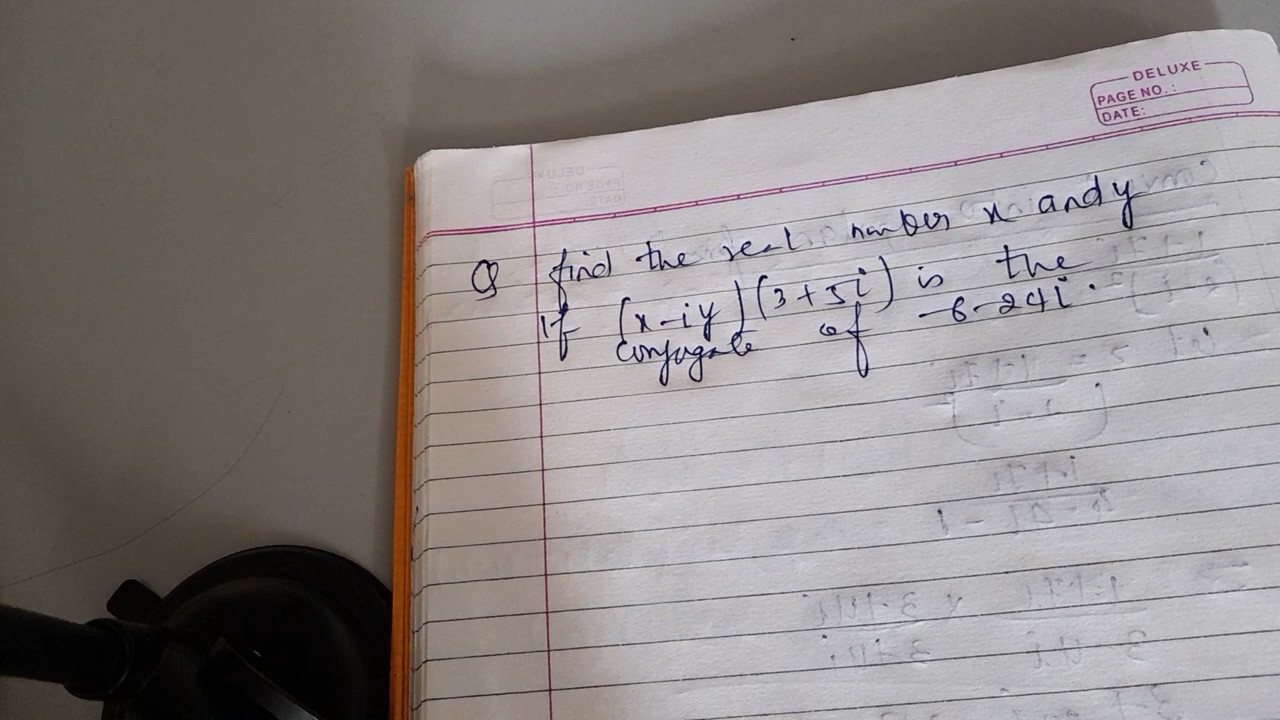 DELUXE
PAGE NO.:
DATE:
Q find the real number x and y
if (x-iy)(3+5i) is the
conjugate of -6-24i.